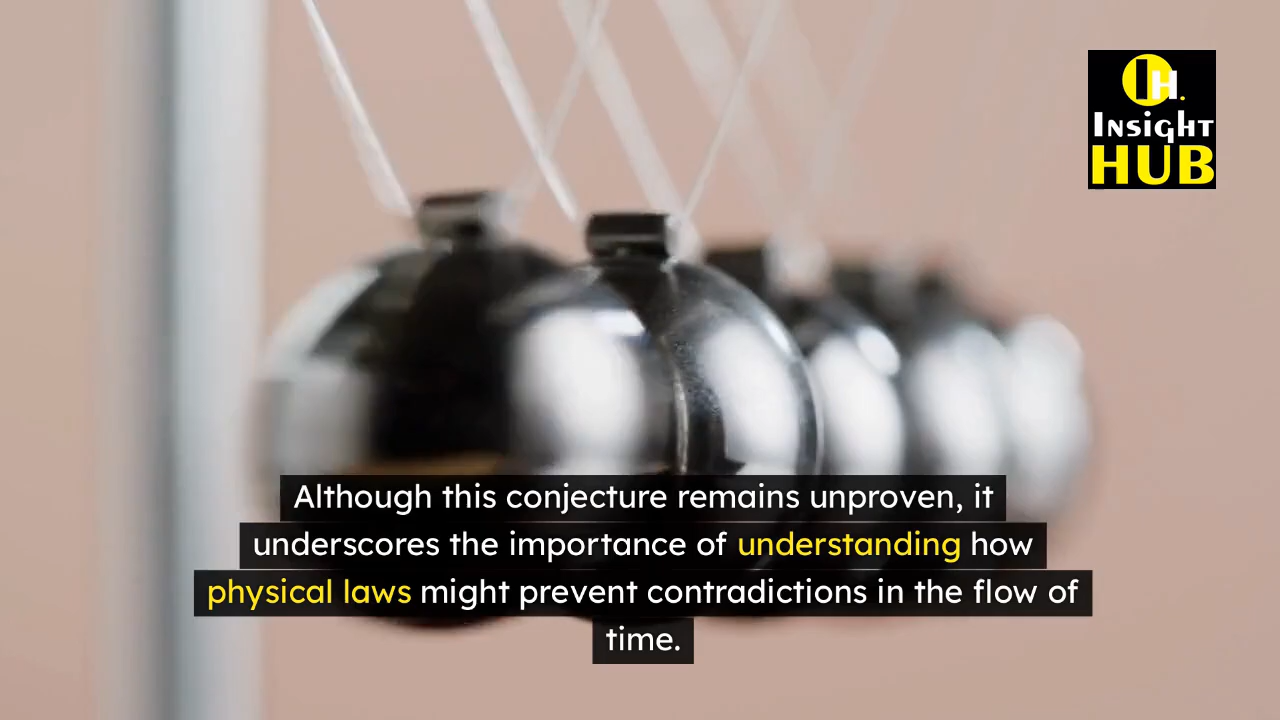 IH.
Insight
HUB
Although this conjecture remains unproven, it
underscores the importance of understanding how
physical laws might prevent contradictions in the flow of
time.